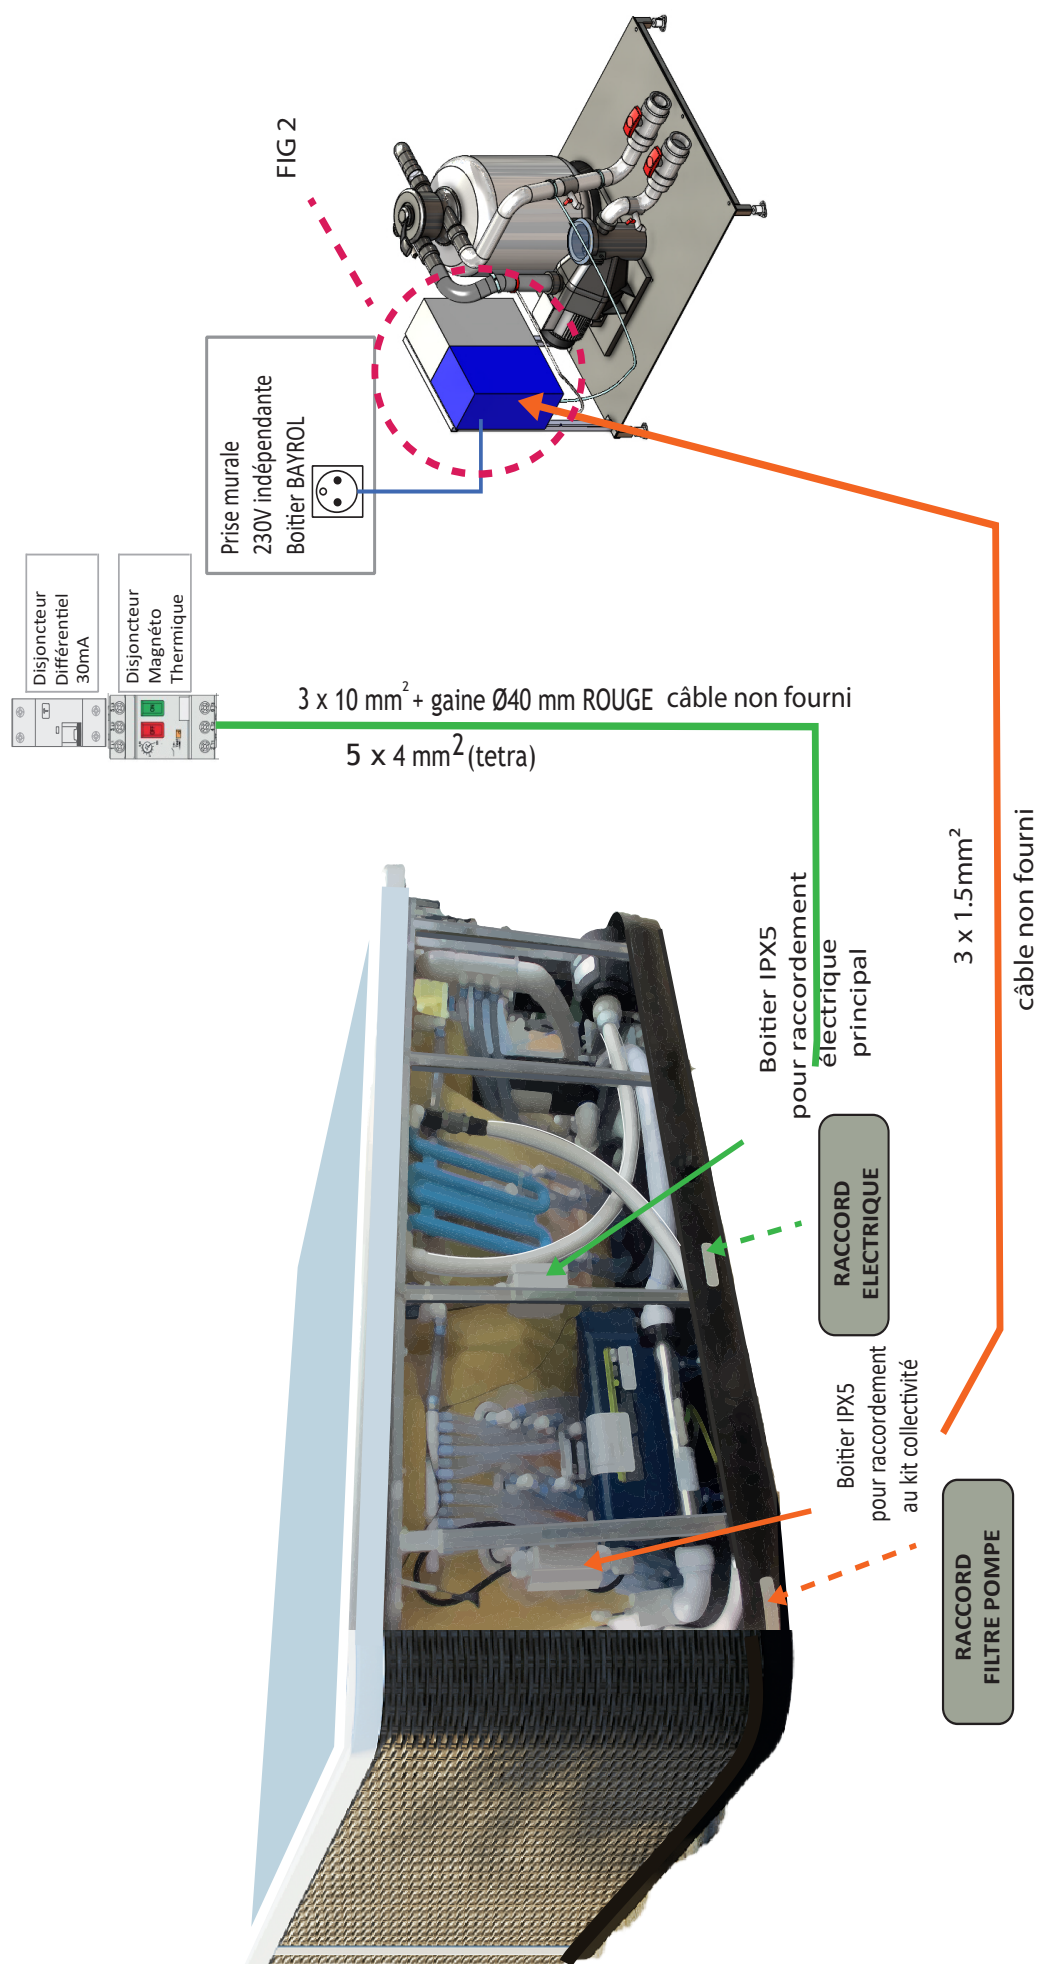 FIG 2
Prise murale
230V indépendante
Boitier BAYROL
Disjoncteur
Différentiel
30mA
Disjoncteur
Magnéto
Thermique
3 x 10 mm² + gaine Ø40 mm ROUGE câble non fourni
5 x 4 mm² (tetra)
Boitier IPX5
pour raccordement
électrique
principal
RACCORD
ELECTRIQUE
3 x 1.5mm²
câble non fourni
Boitier IPX5
pour raccordement
au kit collectivité
RACCORD
FILTRE POMPE